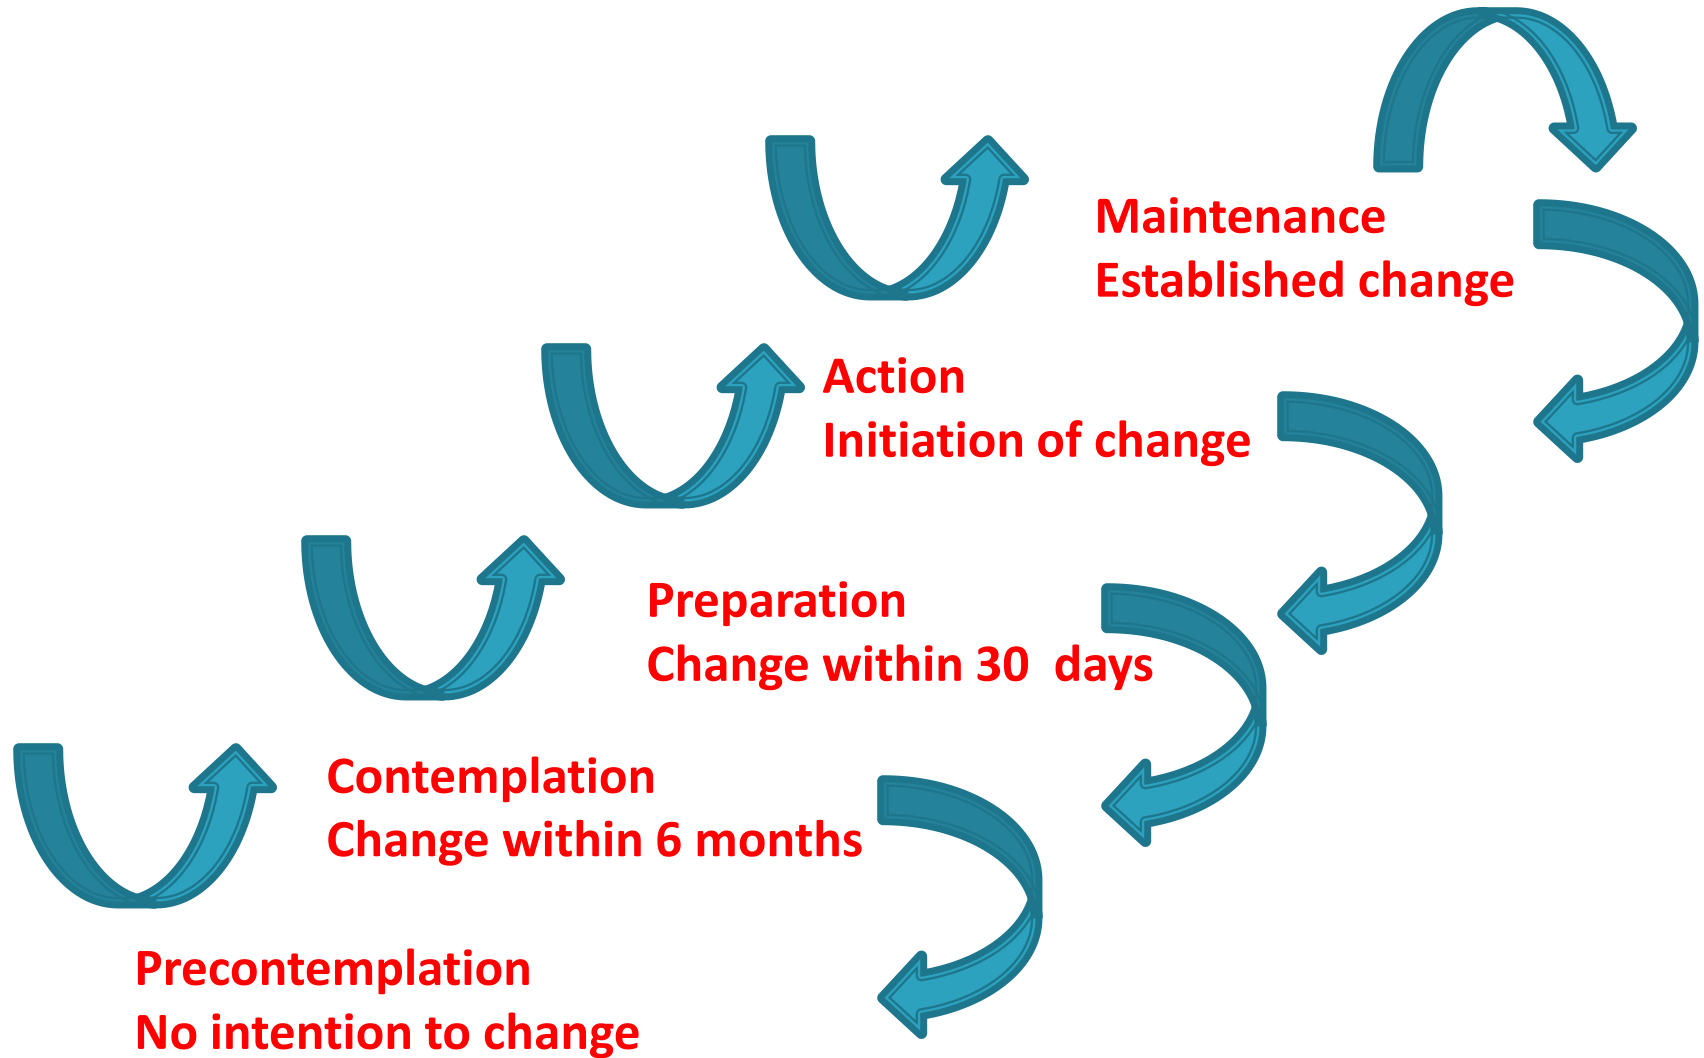 Maintenance
Established change
Action
Initiation of change
Preparation
Change within 30  days
Contemplation
Change within 6 months
Precontemplation
No intention to change